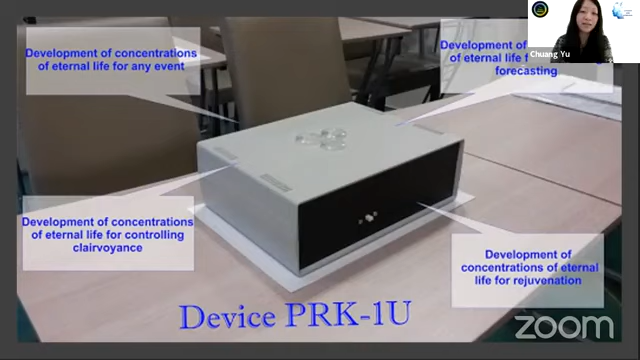 Development of concentrations
of eternal life for any event
Development of
of eternal life f
forecasting
Chuang Yu
Development of concentrations
of eternal life for controlling
clairvoyance
Development of
concentrations of eternal
life for rejuvenation
Device PRK-1U
zoom